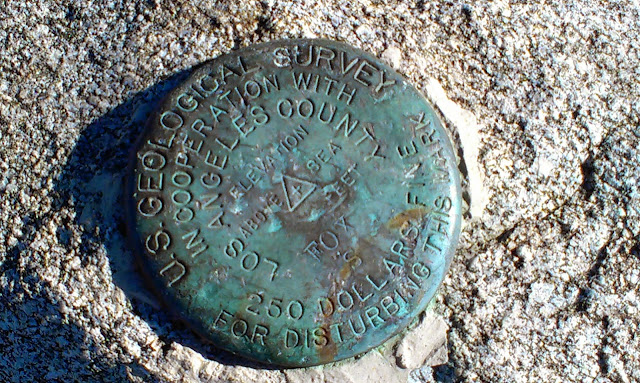 U.S. GEOLOGICAL SURVEY
IN COOPERATION WITH
LOS ANGELES COUNTY
ELEVATION
ABOVE SEA
FEET
FOX
S
250 DOLLARS FINE
FOR DISTURBING THIS MARK